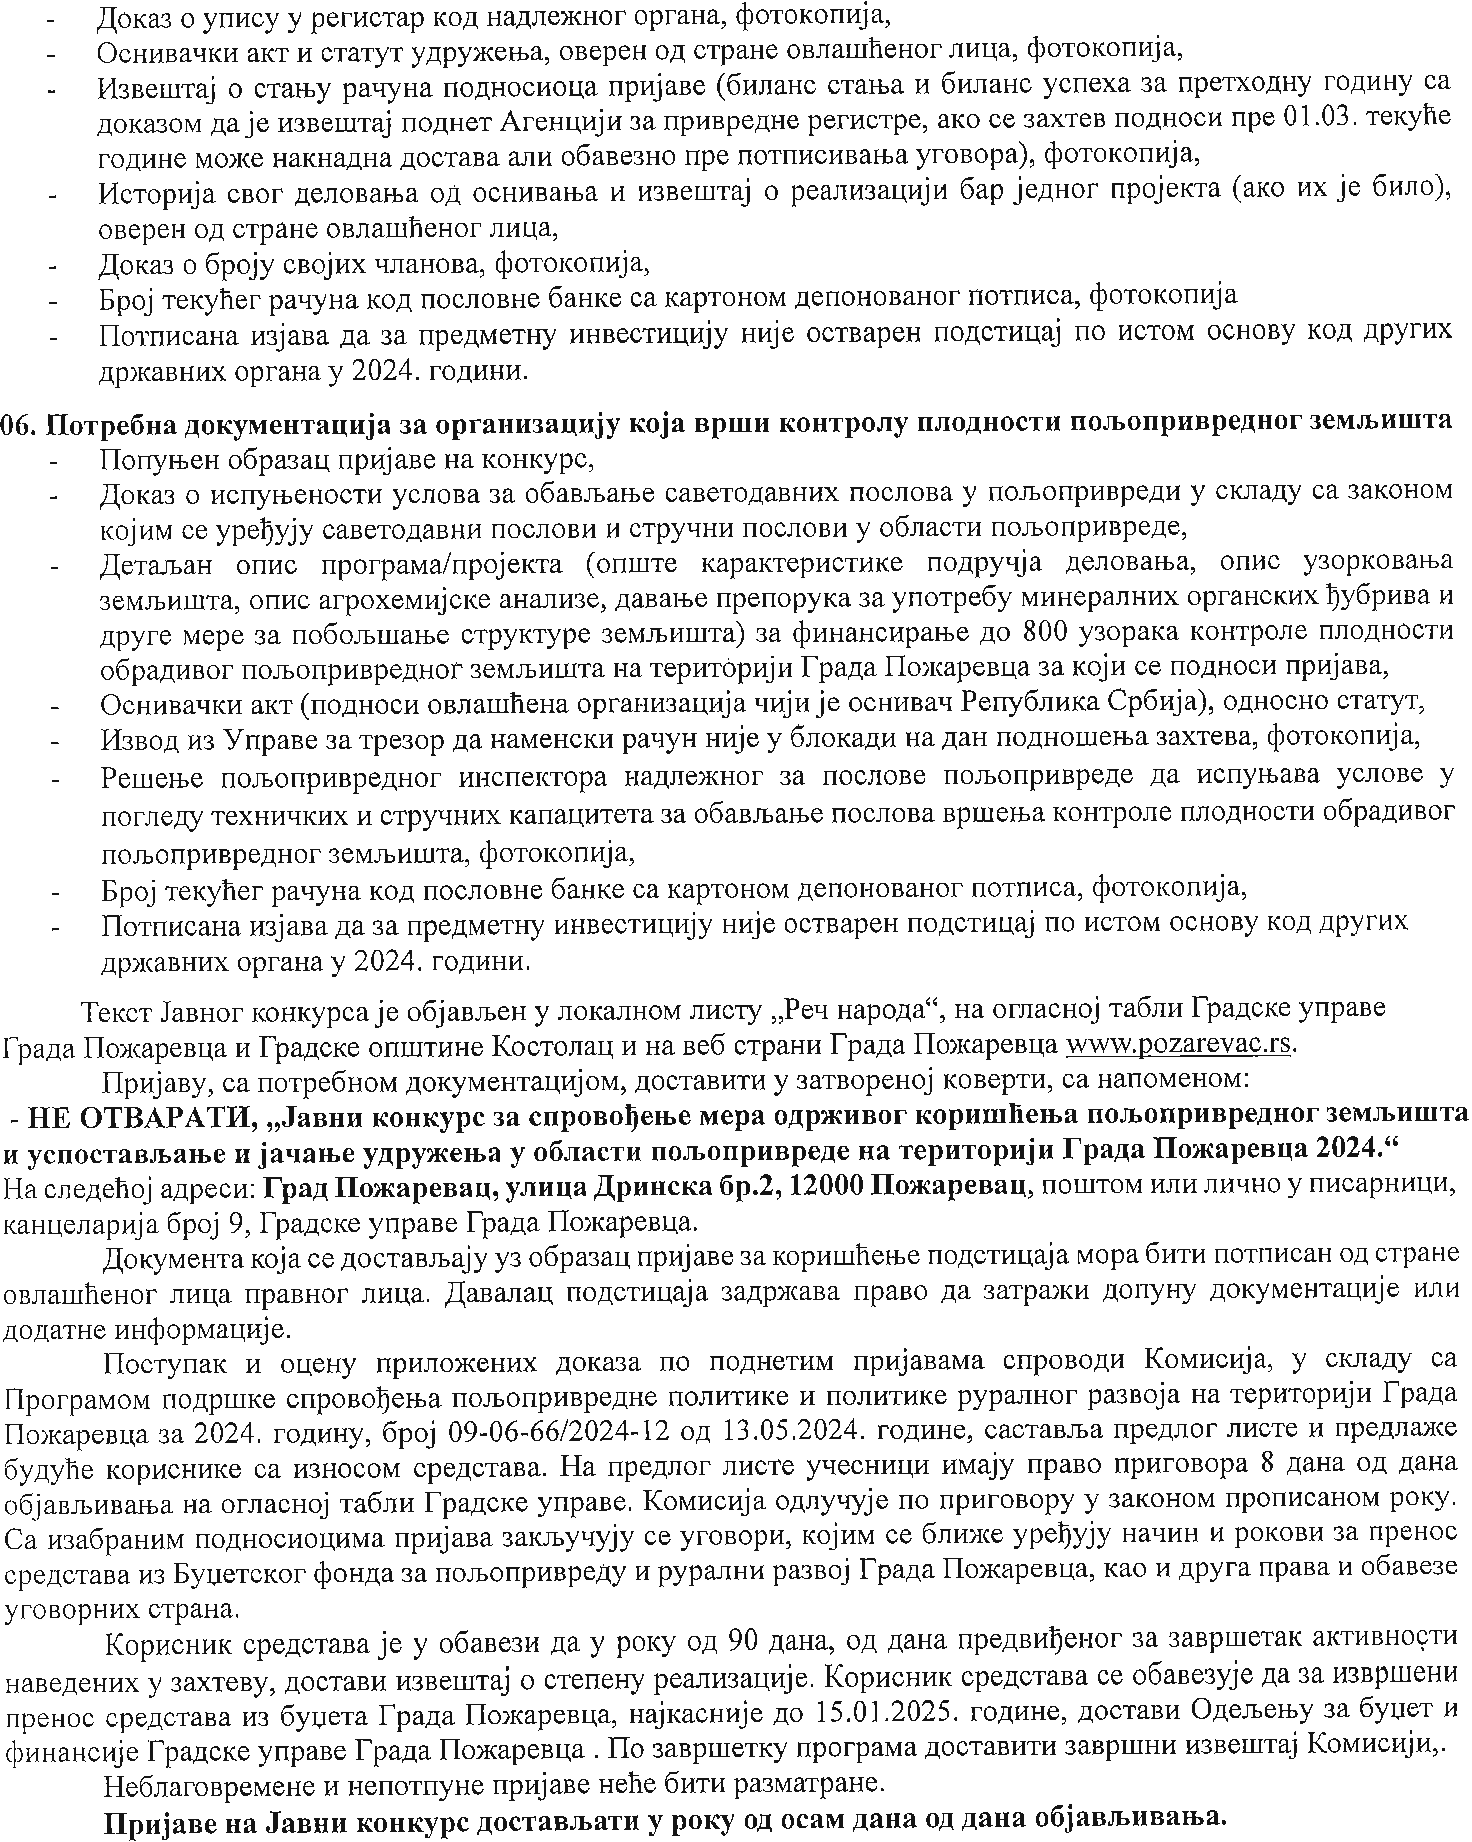 - Доказ о упису у регистар код надлежног органа, фотокопија,
- Оснивачки акт и статут удружења, оверен од стране овлашћеног лица, фотокопија,
- Извештај о стању рачуна подносиоца пријаве (биланс стања и биланс успеха за претходну годину са
доказом да је извештај поднет Агенцији за привредне регистре, ако се захтев подноси пре 01.03. текуће
године може накнадна достава али обавезно пре потписивања уговора), фотокопија,
- Историја свог деловања од оснивања и извештај о реализацији бар једног пројекта (ако их је било),
оверен од стране овлашћеног лица,
- Доказ о броју својих чланова, фотокопија,
- Број текућег рачуна код пословне банке са картоном депонованог потписа, фотокопија
- Потписана изјава да за предметну инвестицију није остварен подстицај по истом основу код других
државних органа у 2024. години.
06. Потребна документација за организацију која врши контролу плодности пољопривредног земљишта
- Попуњен образац пријаве на конкурс,
- Доказ о испуњености услова за обављање саветодавних послова у пољопривреди у складу са законом
којим се уређују саветодавни послови и стручни послови у области пољопривреде,
- Детаљан опис програма/пројекта (опште карактеристике подручја деловања, опис узорковања
земљишта, опис агрохемијске анализе, давање препорука за употребу минералних органских ђубрива и
друге мере за побољшање структуре земљишта) за финансирање до 800 узорака контроле плодности
обрадивог пољопривредног земљишта на територији Града Пожаревца за који се подноси пријава,
- Оснивачки акт (подноси овлашћена организација чији је оснивач Република Србија), односно статут,
- Извод из Управе за трезор да наменски рачун није у блокади на дан подношења захтева, фотокопија,
- Решење пољопривредног инспектора надлежног за послове пољопривреде да испуњава услове у
погледу техничких и стручних капацитета за обављање послова вршења контроле плодности обрадивог
пољопривредног земљишта, фотокопија,
- Број текућег рачуна код пословне банке са картоном депонованог потписа, фотокопија,
- Потписана изјава да за предметну инвестицију није остварен подстицај по истом основу код других
државних органа у 2024. години.
Текст Јавног конкурса је објављен у локалном листу „Реч народа“, на огласној табли Градске управе
Града Пожаревца и Градске општине Костолац и на веб страни Града Пожаревца www.pozarevac.rs.
Пријаву, са потребном документацијом, доставити у затвореној коверти, са напоменом:
- НЕ ОТВАРАТИ, „Јавни конкурс за спровођење мера одрживог коришћења пољопривредног земљишта
и успостављање и јачање удружења у области пољопривреде на територији Града Пожаревца 2024.“
На следећој адреси: Град Пожаревац, улица Дринска бр.2, 12000 Пожаревац, поштом или лично у писарници,
канцеларија број 9, Градске управе Града Пожаревца.
Документа која се достављају уз образац пријаве за коришћење подстицаја мора бити потписан од стране
овлашћеног лица правног лица. Давалац подстицаја задржава право да затражи допуну документације или
додатне информације.
Поступак и оцену приложених доказа по поднетим пријавама спроводи Комисија, у складу са
Програмом подршке спровођења пољопривредне политике и политике руралног развоја на територији Града
Пожаревца за 2024. годину, број 09-06-66/2024-12 од 13.05.2024. године, саставља предлог листе и предлаже
будуће кориснике са износом средстава. На предлог листе учесници имају право приговора 8 дана од дана
објављивања на огласној табли Градске управе. Комисија одлучује по приговору у законом прописаном року.
Са изабраним подносиоцима пријава закључују се уговори, којим се ближе уређују начин и рокови за пренос
средстава из Буџетског фонда за пољопривреду и рурални развој Града Пожаревца, као и друга права и обавезе
уговорних страна.
Корисник средстава је у обавези да у року од 90 дана, од дана предвиђеног за завршетак активности
наведених у захтеву, достави извештај о степену реализације. Корисник средстава се обавезује да за извршени
пренос средстава из буџета Града Пожаревца, најкасније до 15.01.2025. године, достави Одељењу за буџет и
финансије Градске управе Града Пожаревца . По завршетку програма доставити завршни извештај Комисији,.
Неблаговремене и непотпуне пријаве неће бити разматране.
Пријаве на Јавни конкурс достављати у року од осам дана од дана објављивања.